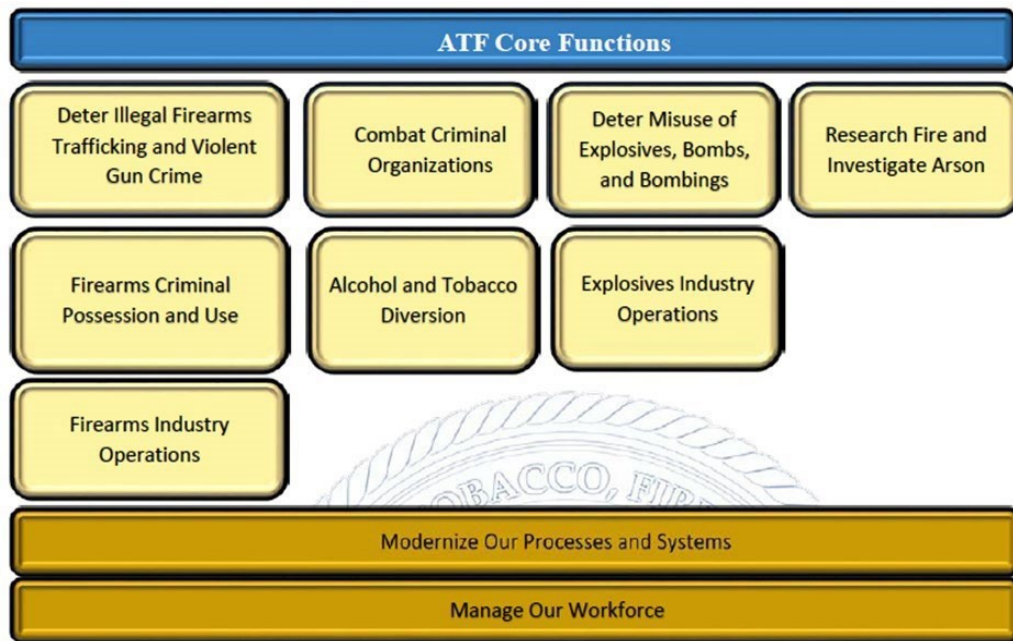 ATF Core Functions
Deter Illegal Firearms
Trafficking and Violent
Gun Crime
Combat Criminal
Organizations
Deter Misuse of
Explosives, Bombs,
and Bombings
Research Fire and
Investigate Arson
Firearms Criminal
Possession and Use
Alcohol and Tobacco
Diversion
Explosives Industry
Operations
Firearms Industry
Operations
TOBACCO, FIRE
Modernize Our Processes and Systems
Manage Our Workforce